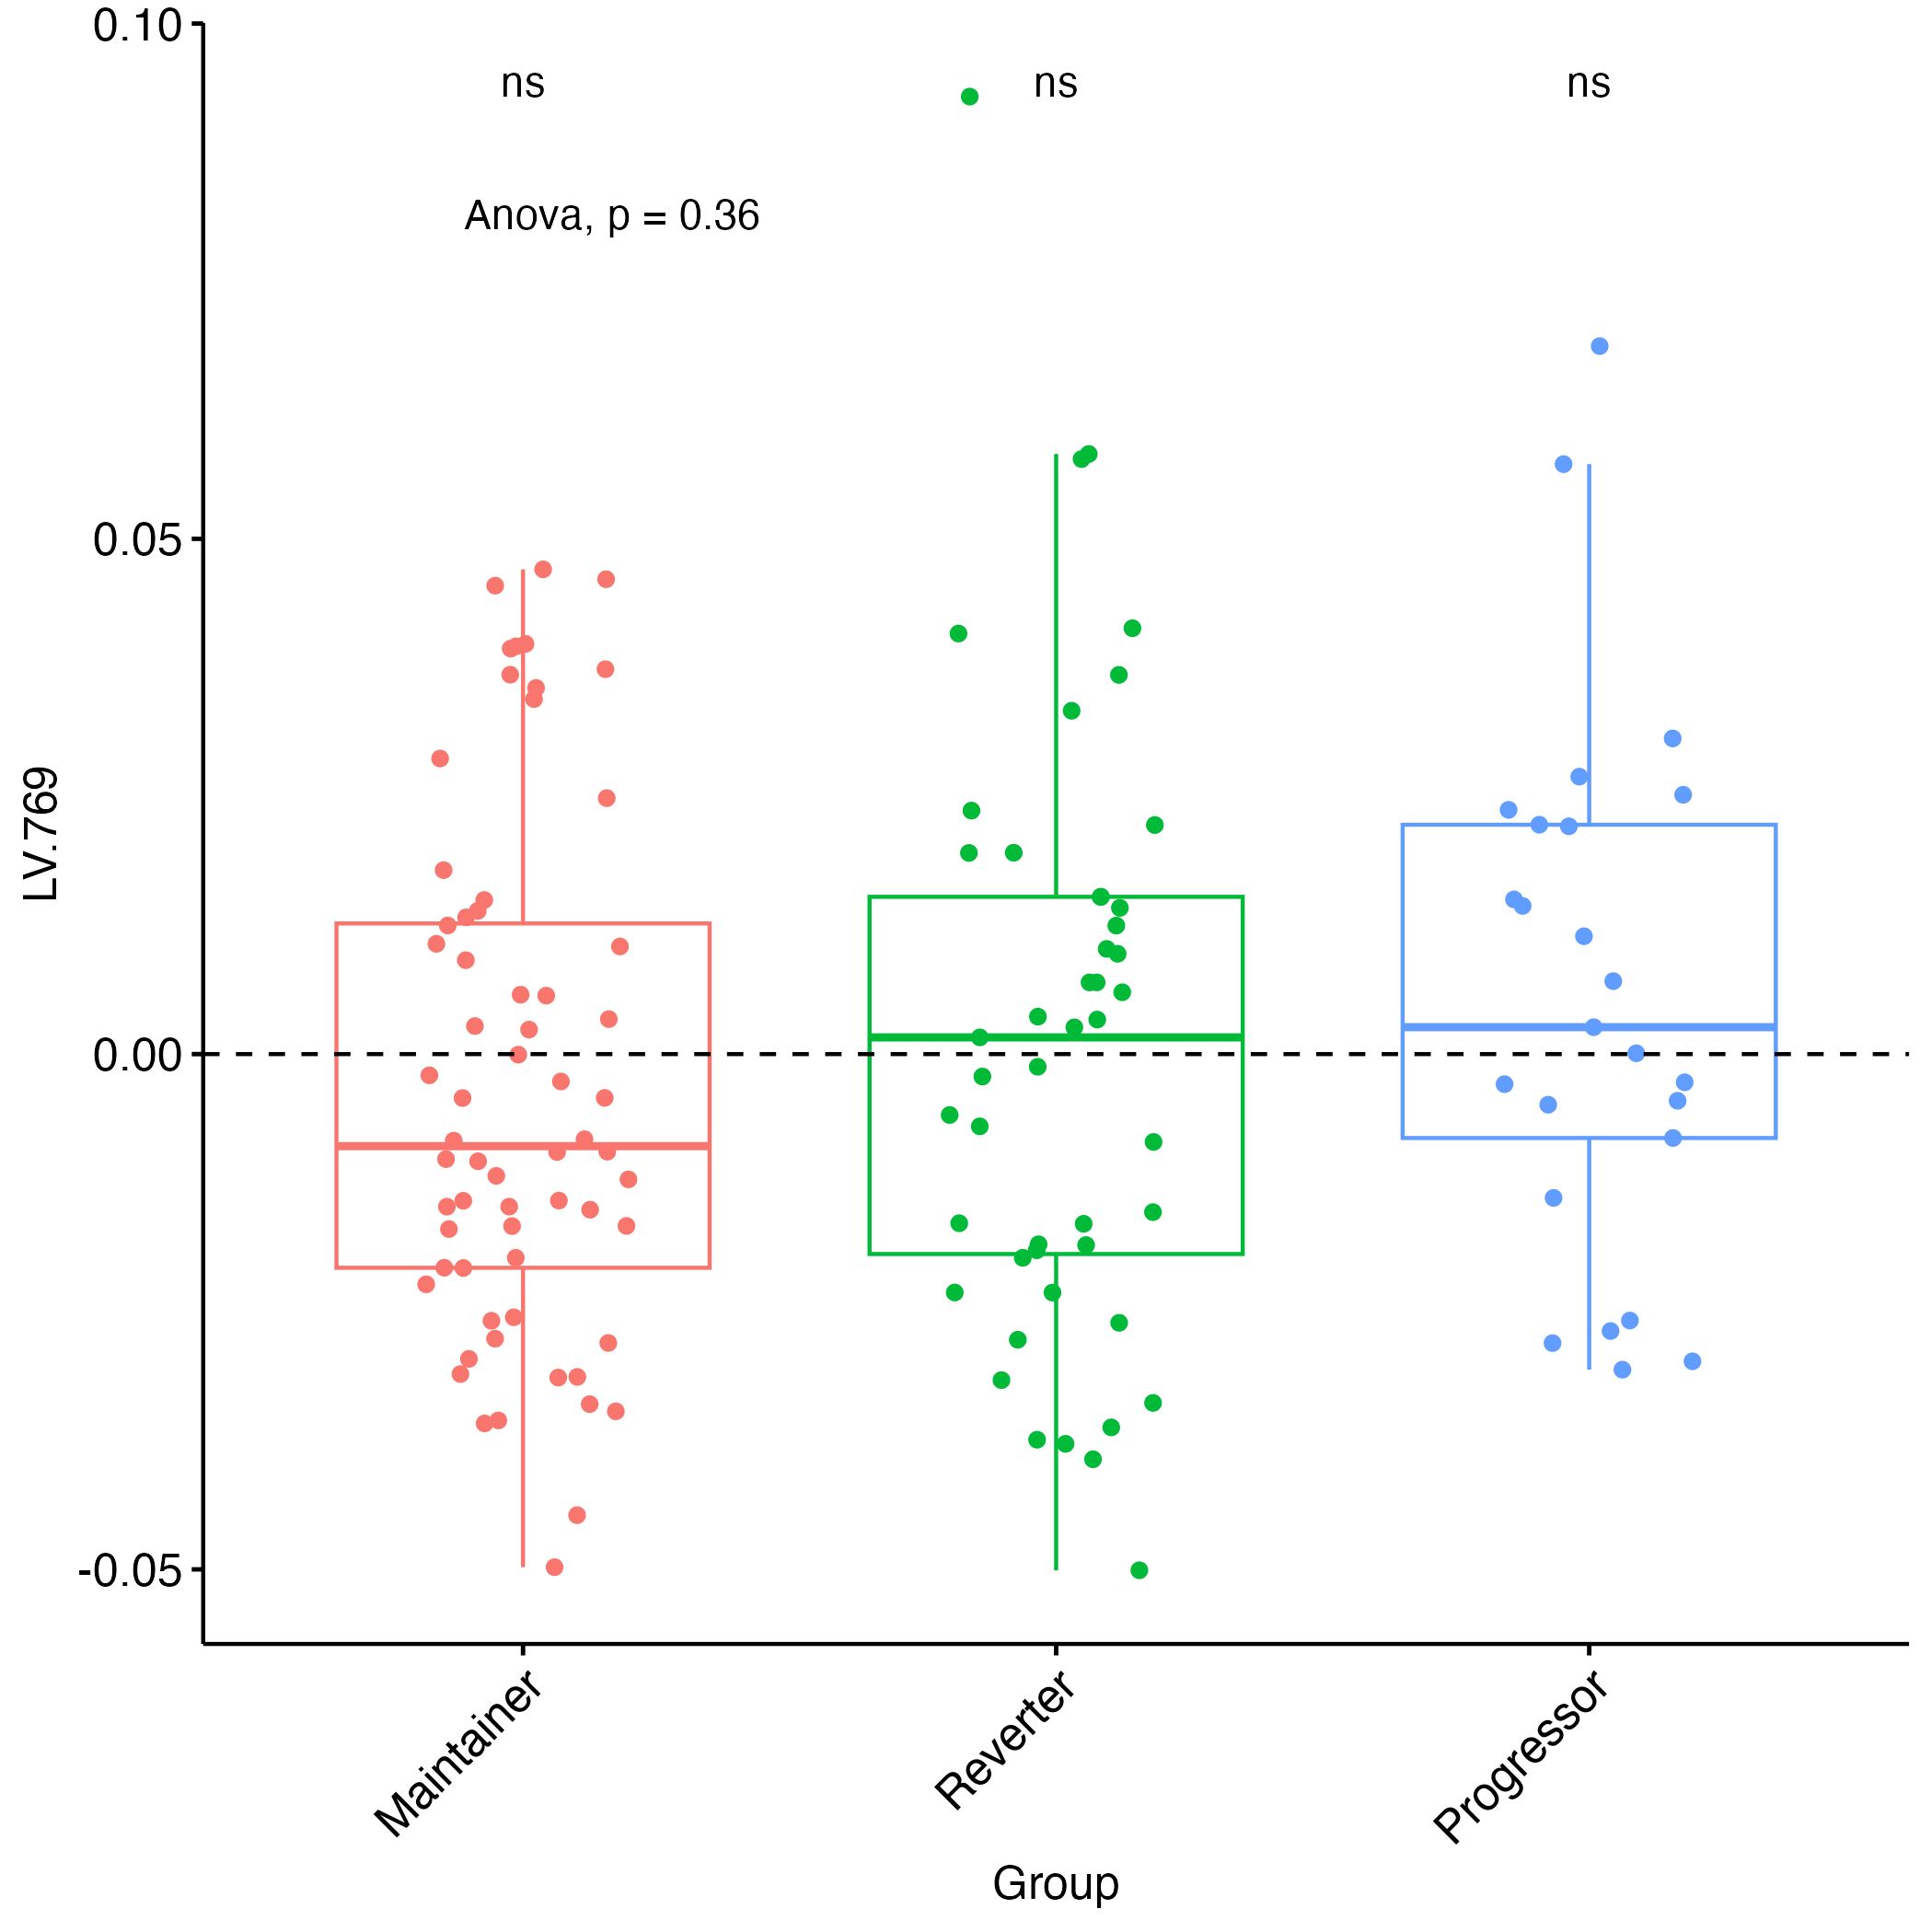 0.10
ns
ns
ns
Anova, p = 0.36
0.05
LV.769
0.00
-0.05
Maintainer
Reverter
Progressor
Group